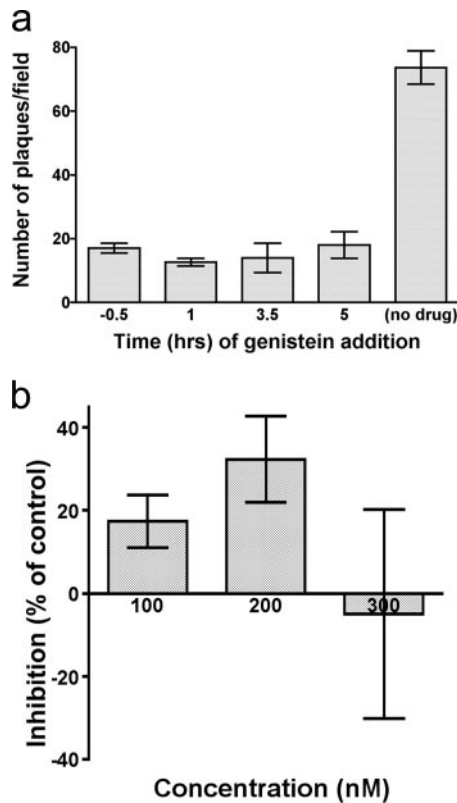 a
Number of plaques/field
80
60
40
20
0
-0.5 1 3.5 5 (no drug)
Time (hrs) of genistein addition
b
Inhibition (% of control)
40
20
0
-20
-40
100 200 300
Concentration (nM)